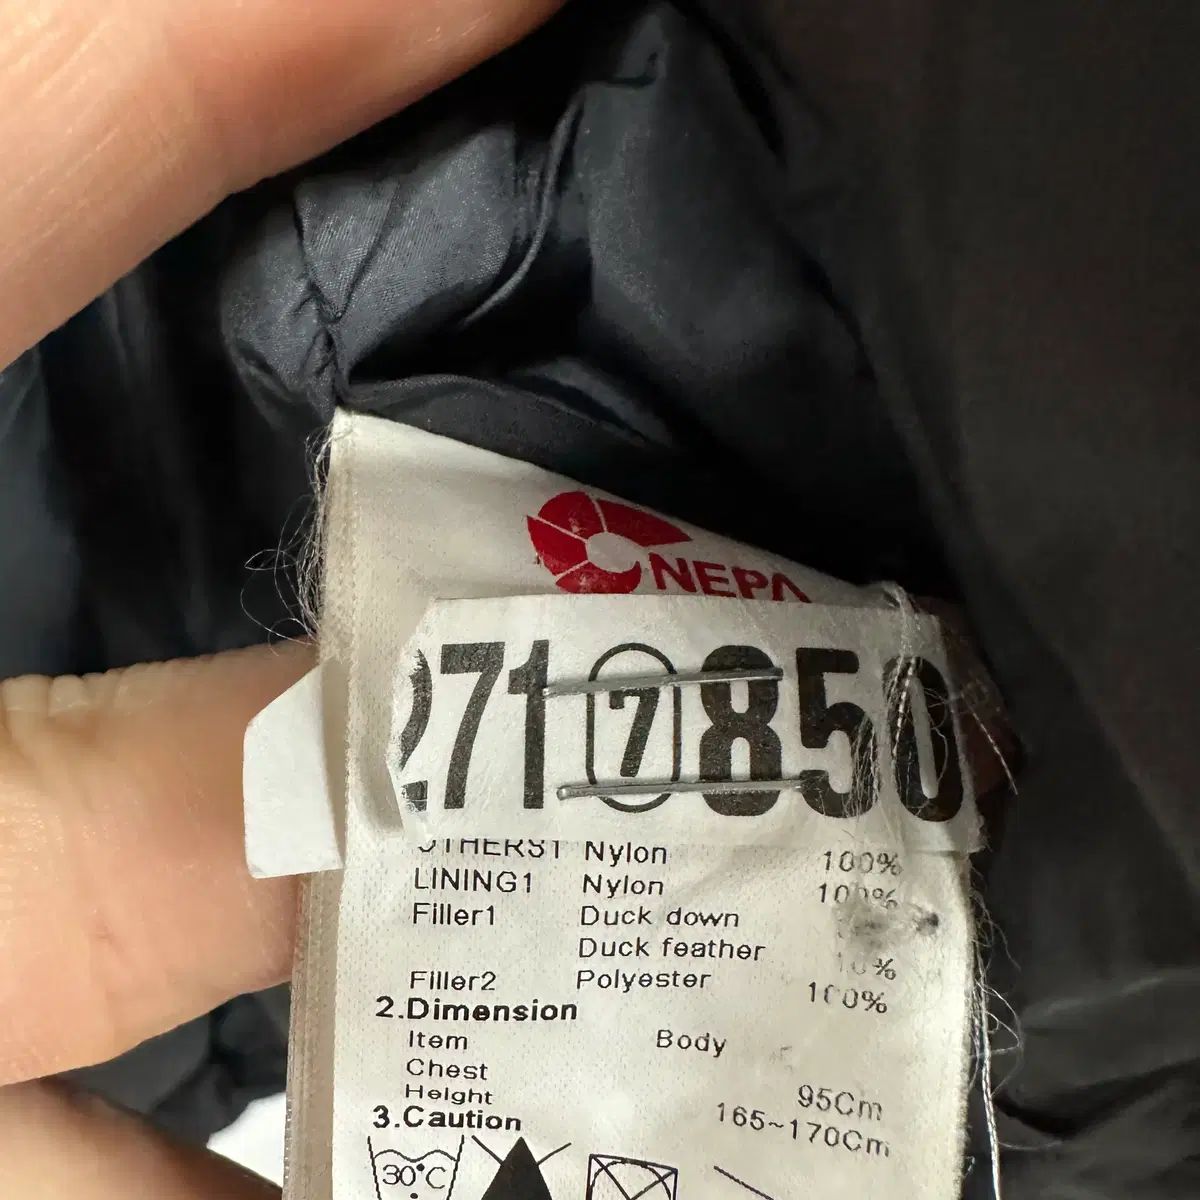 NEPA
271 7 850
OTHERS1 Nylon 100%
LINING1 Nylon 100%
Filler1 Duck down
Duck feather 10%
Filler2 Polyester 100%
2.Dimension
Item Body
Chest 95Cm
Height 165~170Cm
3.Caution
30°C